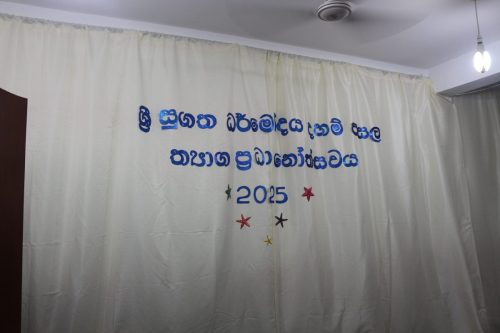 ශ්‍රී සුගත ධර්මෝදය දහම් පාසල
ත්‍යාග ප්‍රධානෝත්සවය
2025